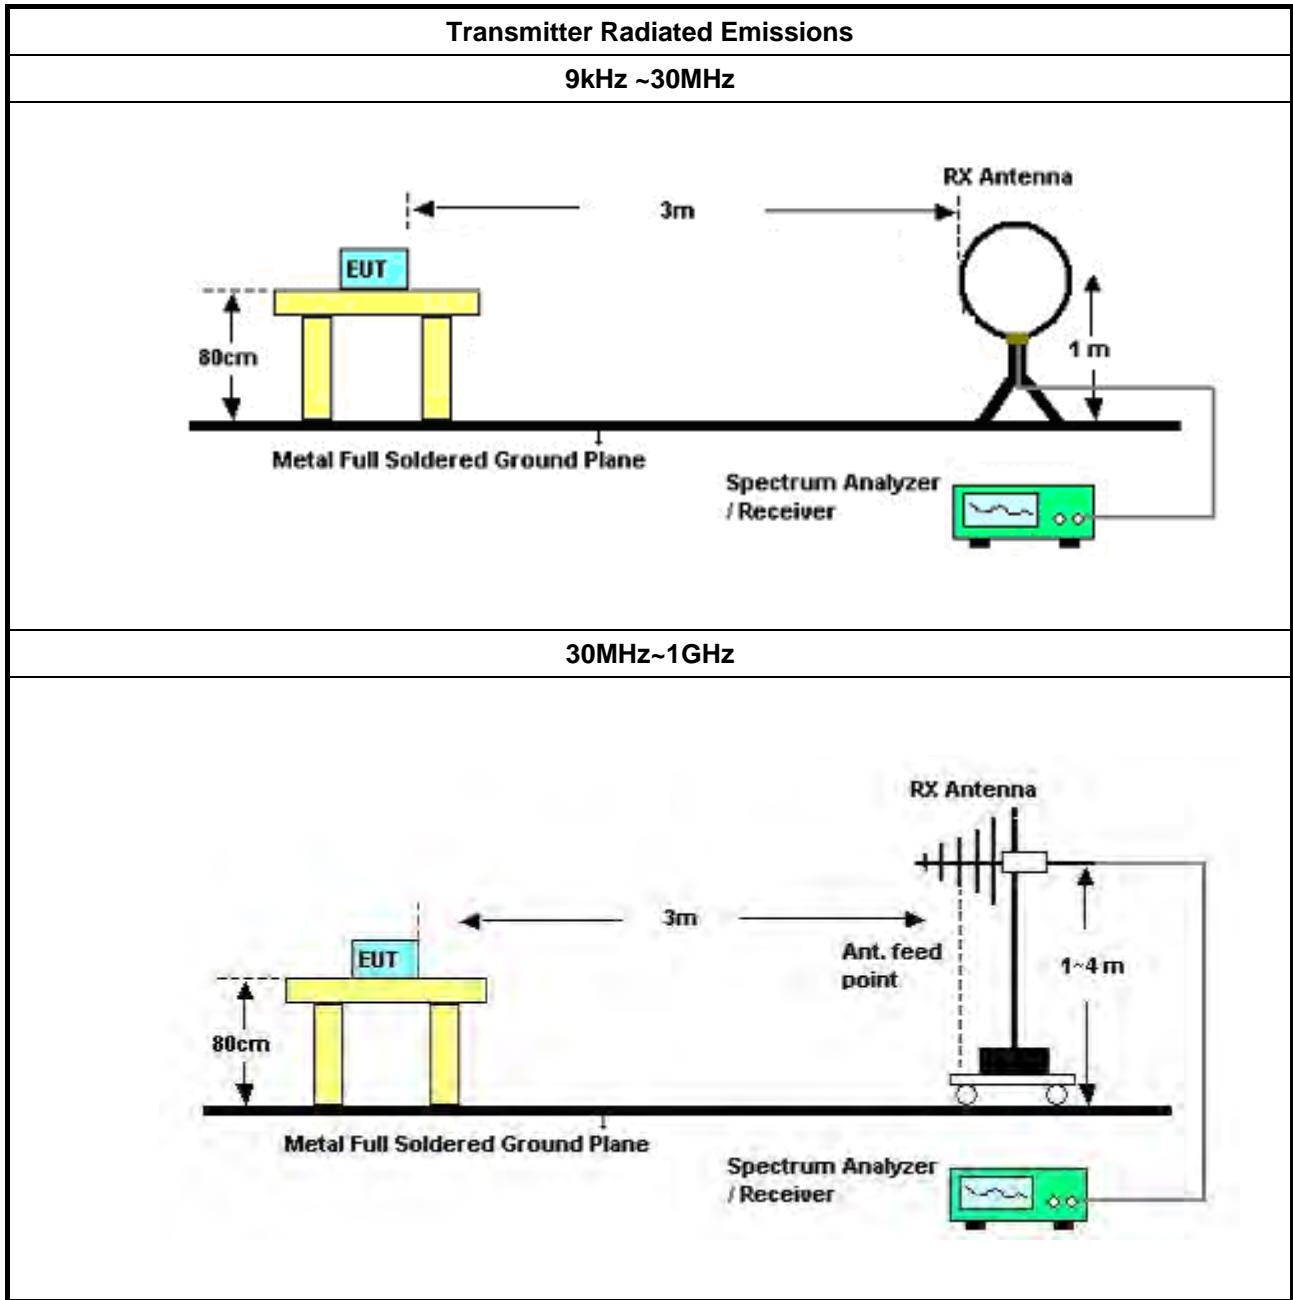 Transmitter Radiated Emissions
9kHz ~30MHz
RX Antenna
3m
EUT
80cm
1 m
Metal Full Soldered Ground Plane
Spectrum Analyzer
/ Receiver
30MHz~1GHz
RX Antenna
3m
Ant. feed
point
1~4 m
EUT
80cm
Metal Full Soldered Ground Plane
Spectrum Analyzer
/ Receiver